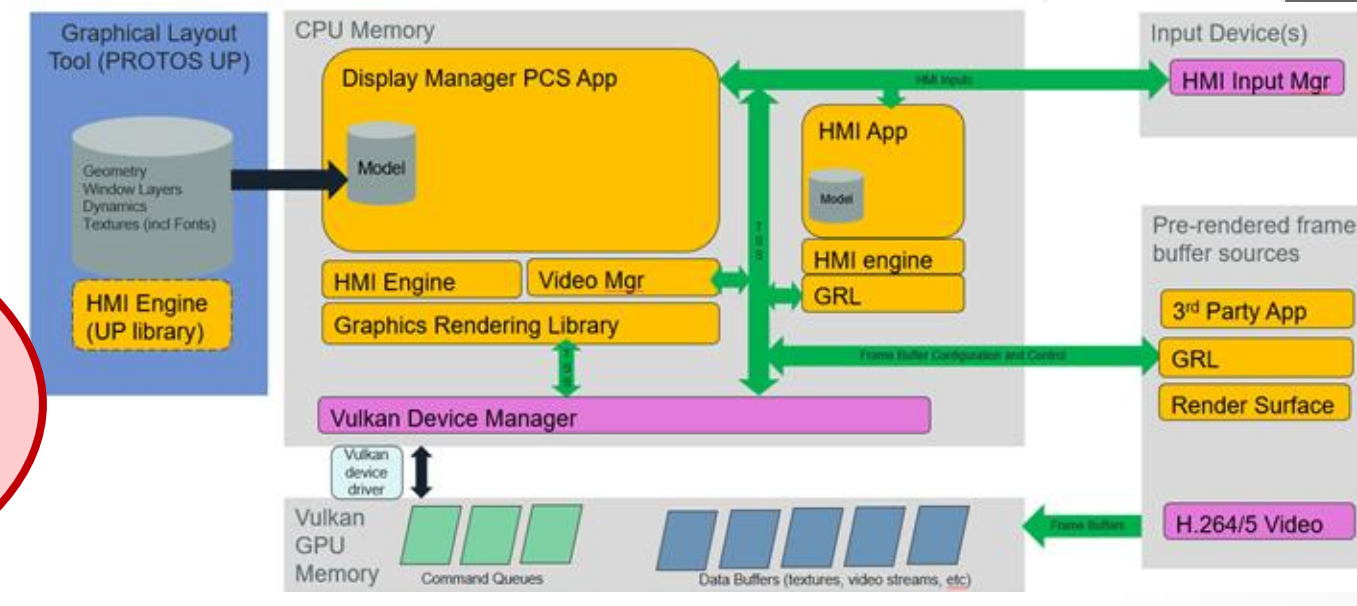 Graphical Layout
Tool (PROTOS UP)
Geometry
Window Layers
Dynamics
Textures (incl Fonts)
HMI Engine
(UP library)
CPU Memory
Display Manager PCS App
Model
HMI Engine
Video Mgr
Graphics Rendering Library
TSS
TSS
HMI Inputs
HMI App
Model
HMI engine
GRL
Frame Buffer Configuration and Control
Vulkan Device Manager
Vulkan
device
driver
Vulkan
GPU
Memory
Command Queues
Data Buffers (textures, video streams, etc)
Input Device(s)
HMI Input Mgr
Pre-rendered frame
buffer sources
3rd Party App
GRL
Render Surface
Frame Buffers
H.264/5 Video